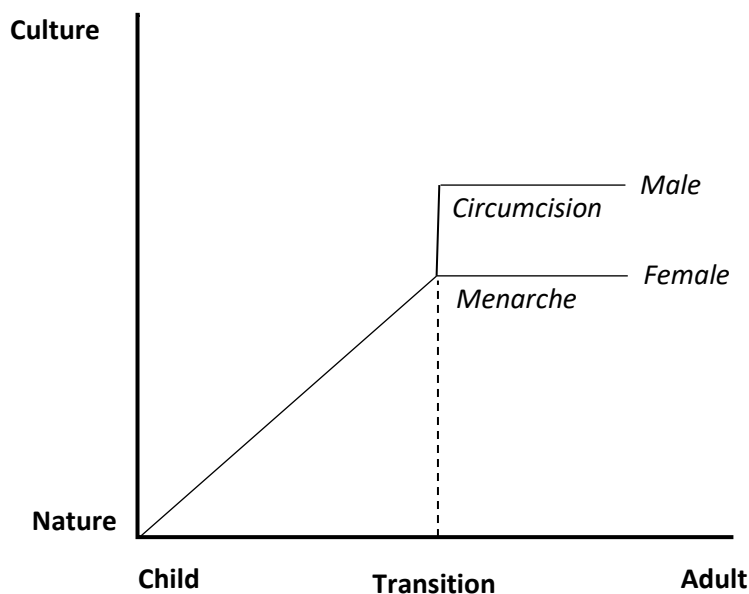 Culture
Male
Circumcision
Female
Menarche
Nature
Child
Transition
Adult